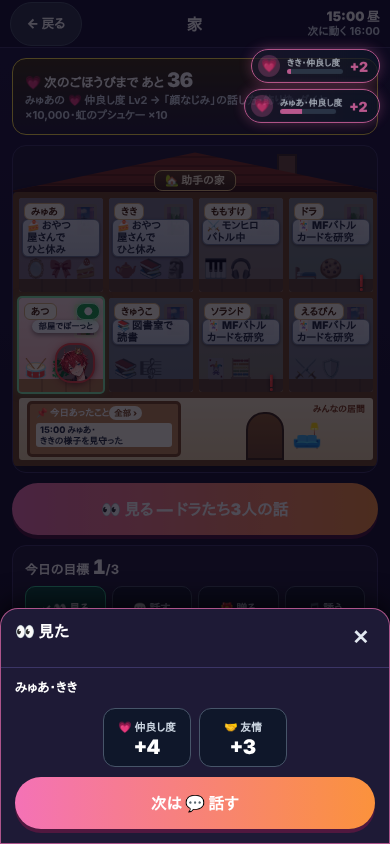 ← 戻る
家
15:00 昼
次に動く 16:00
きき・仲良し度
+2
みゅあ・仲良し度
+2
💗 次のごほうびまで あと 36
みゅあの 💗 仲良し度 Lv2 → 「顔なじみ」の話し
×10,000・虹のブシュケー ×10
🏡 助手の家
みゅあ
🍰 おやつ
屋さんで
ひと休み
きき
🍰 おやつ
屋さんで
ひと休み
ももすけ
⚔️ モンヒロ
バトル中
ドラ
🃏 MFバトル
カードを研究
あつ
部屋でぼーっと
きゅうこ
📚 図書室で
読書
ソラシド
🃏 MFバトル
カードを研究
えるぴん
🃏 MFバトル
カードを研究
今日あったこと
全部 ›
15:00 みゅあ・
ききの様子を見守った
みんなの居間
👀 見る — ドラたち3人の話
今日の目標 1/3
👀 見た
×
みゅあ・きき
💗 仲良し度
+4
🤝 友情
+3
次は 💬 話す